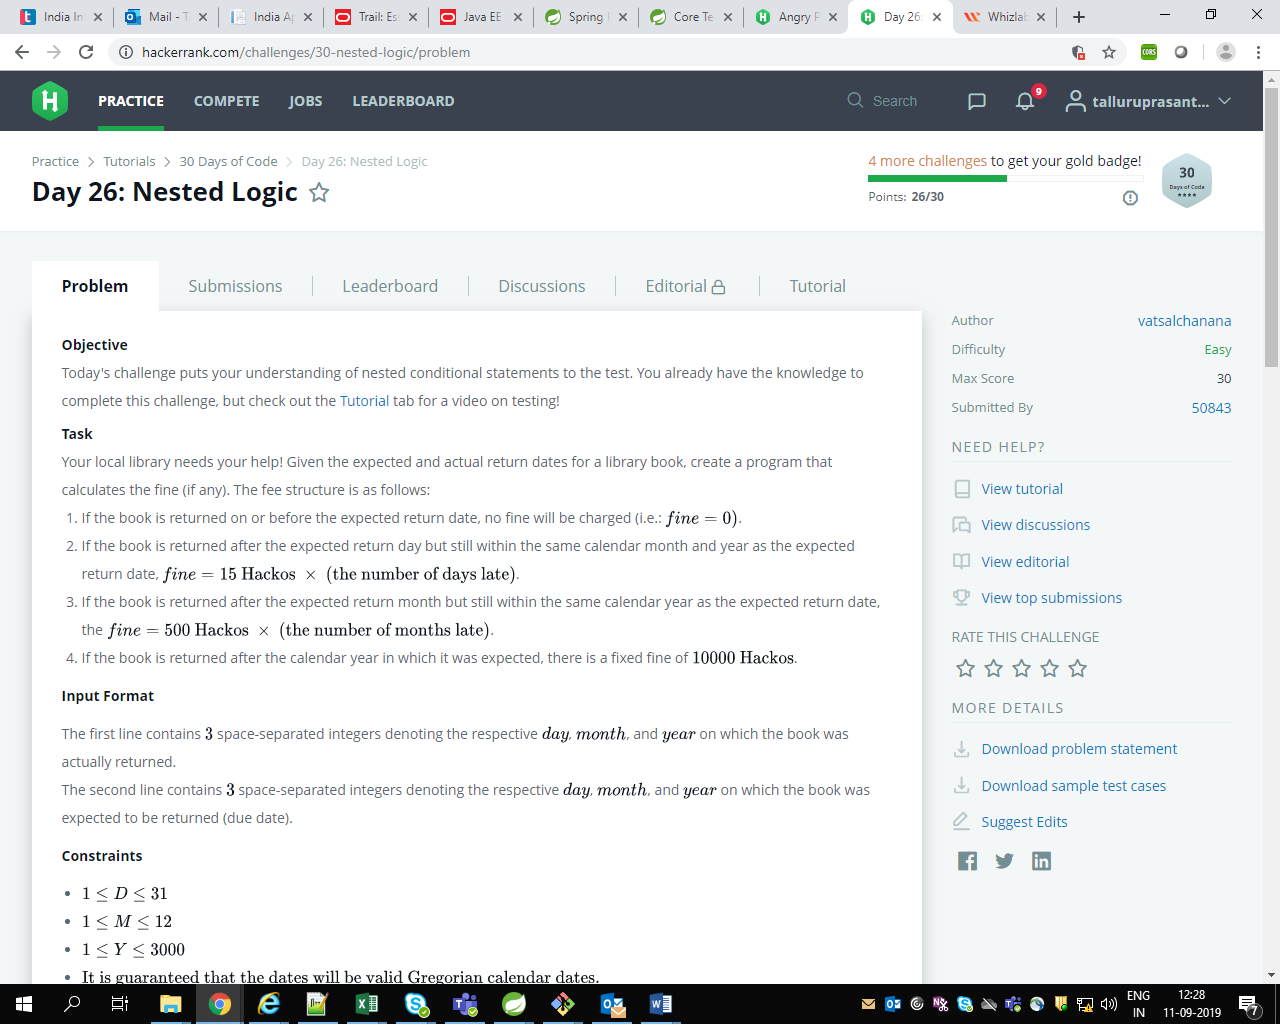 India In
Mail - T
India Ap
Trail: Es
Java EE
Spring
Core Te
Angry P
Day 26:
Whizlab
hackerrank.com/challenges/30-nested-logic/problem
CORS
H PRACTICE COMPETE JOBS LEADERBOARD Search 9 talluruprasant...
Practice > Tutorials > 30 Days of Code > Day 26: Nested Logic
4 more challenges to get your gold badge!
Day 26: Nested Logic
Points: 26/30
30
Days of Code
Problem Submissions Leaderboard Discussions Editorial Tutorial
Objective
Today's challenge puts your understanding of nested conditional statements to the test. You already have the knowledge to
complete this challenge, but check out the Tutorial tab for a video on testing!
Task
Your local library needs your help! Given the expected and actual return dates for a library book, create a program that
calculates the fine (if any). The fee structure is as follows:
1. If the book is returned on or before the expected return date, no fine will be charged (i.e.: fine = 0).
2. If the book is returned after the expected return day but still within the same calendar month and year as the expected
return date, fine = 15 Hackos × (the number of days late).
3. If the book is returned after the expected return month but still within the same calendar year as the expected return date,
the fine = 500 Hackos × (the number of months late).
4. If the book is returned after the calendar year in which it was expected, there is a fixed fine of 10000 Hackos.
Input Format
The first line contains 3 space-separated integers denoting the respective day, month, and year on which the book was
actually returned.
The second line contains 3 space-separated integers denoting the respective day, month, and year on which the book was
expected to be returned (due date).
Constraints
• 1 ≤ D ≤ 31
• 1 ≤ M ≤ 12
• 1 ≤ Y ≤ 3000
• It is guaranteed that the dates will be valid Gregorian calendar dates.
Author vatsalchanana
Difficulty Easy
Max Score 30
Submitted By 50843
NEED HELP?
View tutorial
View discussions
View editorial
View top submissions
RATE THIS CHALLENGE
MORE DETAILS
Download problem statement
Download sample test cases
Suggest Edits
ENG
IN
12:28
11-09-2019
7